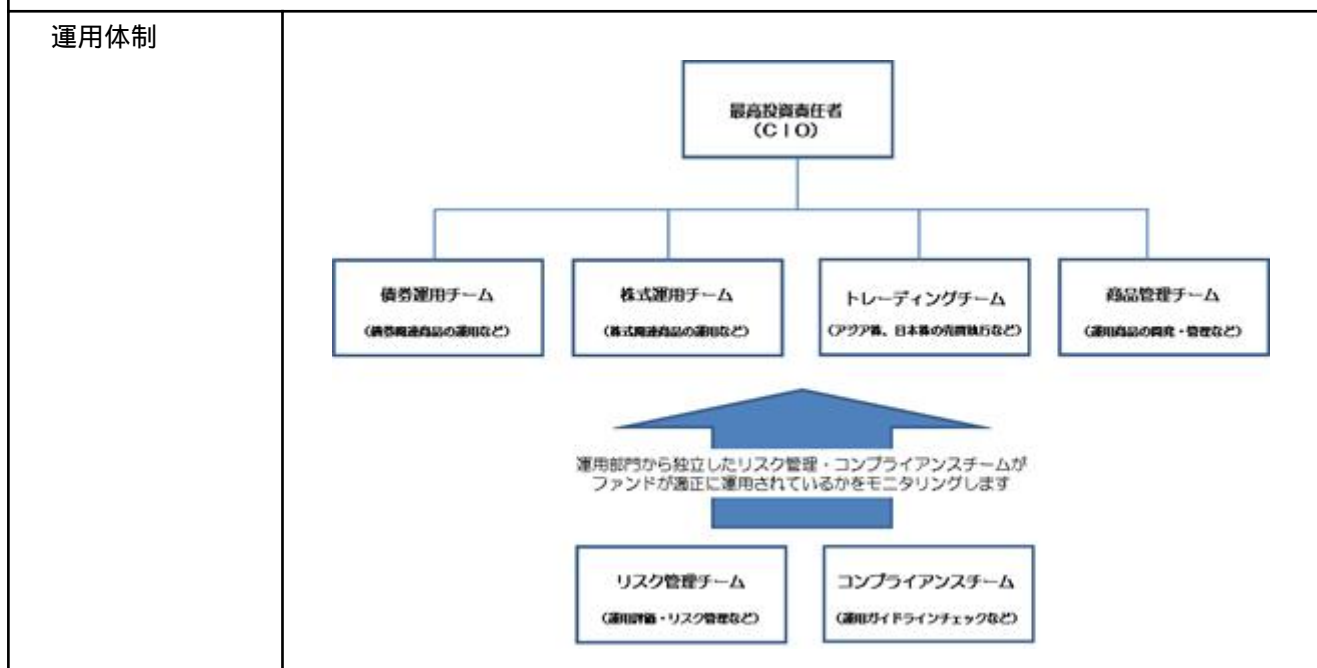 運用体制
最高投資責任者
(CIO)
債券運用チーム
(債券関連商品の運用など)
株式運用チーム
(株式関連商品の運用など)
トレーディングチーム
(アジア株、日本株の売買執行など)
商品管理チーム
(運用商品の開発・管理など)
運用部門から独立したリスク管理・コンプライアンスチームが
ファンドが適正に運用されているかをモニタリングします
リスク管理チーム
(運用評価・リスク管理など)
コンプライアンスチーム
(運用ガイドラインチェックなど)